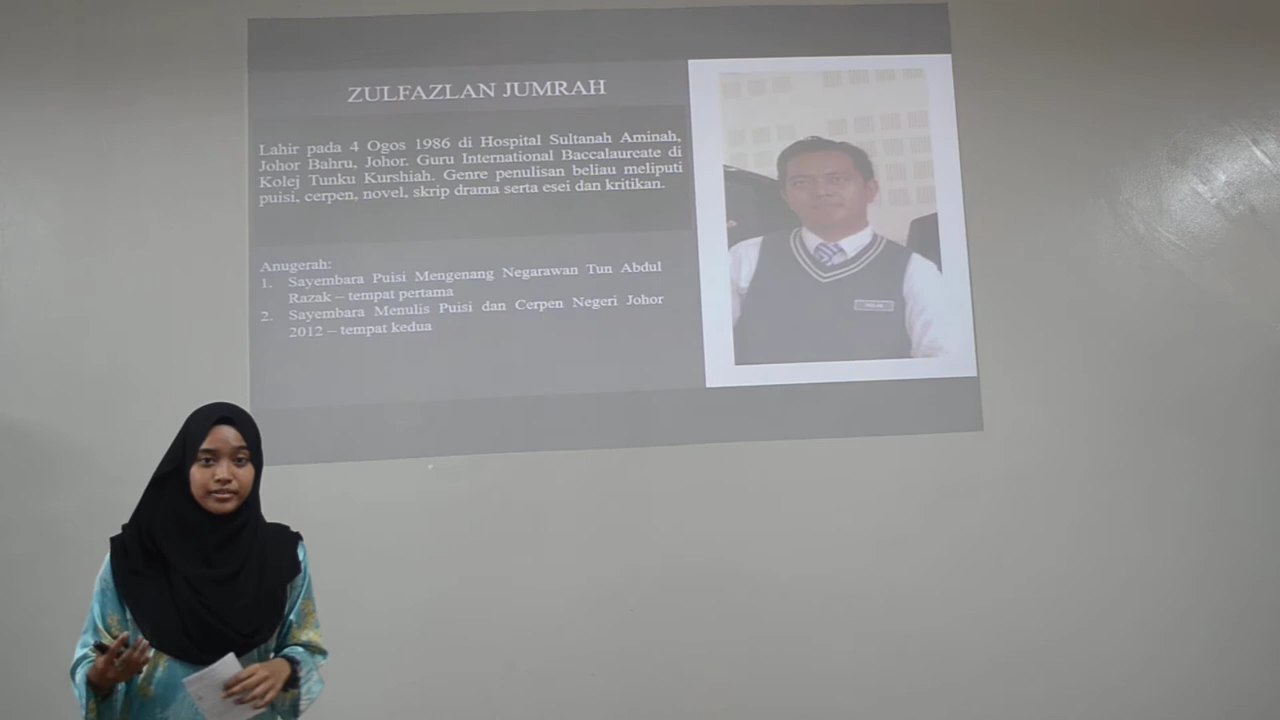 ZULFAZLAN JUMRAH
Lahir pada 4 Ogos 1986 di Hospital Sultanah Aminah,
Johor Bahru, Johor. Guru International Baccalaureate di
Kolej Tunku Kurshiah. Genre penulisan beliau meliputi
puisi, cerpen, novel, skrip drama serta esei dan kritikan.
Anugerah:
1. Sayembara Puisi Mengenang Negarawan Tun Abdul
Razak – tempat pertama
2. Sayembara Menulis Puisi dan Cerpen Negeri Johor
2012 – tempat kedua